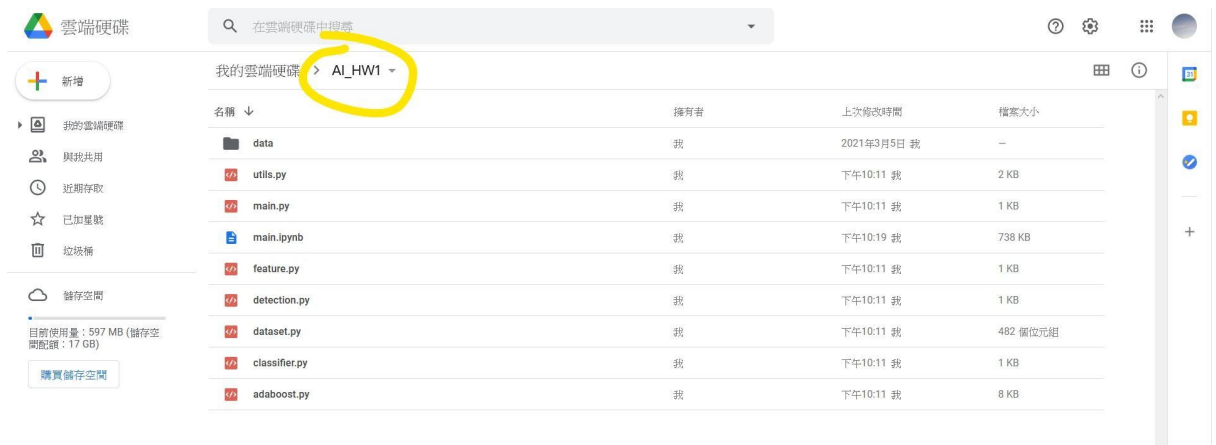 雲端硬碟
在雲端硬碟中搜尋
新增
我的雲端硬碟
與我共用
近期存取
已加星號
垃圾桶
儲存空間
目前使用量：597 MB (儲存空
間配額：17 GB)
購買儲存空間
我的雲端硬碟 > AI_HW1
名稱 擁有者 上次修改時間 檔案大小
data 我 2021年3月5日 我 —
utils.py 我 下午10:11 我 2 KB
main.py 我 下午10:11 我 1 KB
main.ipynb 我 下午10:19 我 738 KB
feature.py 我 下午10:11 我 1 KB
detection.py 我 下午10:11 我 1 KB
dataset.py 我 下午10:11 我 482 個位元組
classifier.py 我 下午10:11 我 1 KB
adaboost.py 我 下午10:11 我 8 KB
31